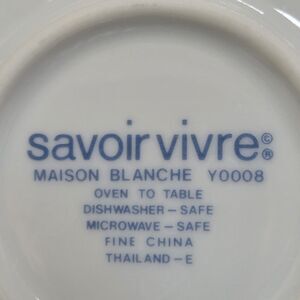 savoir vivre©®
MAISON BLANCHE Y0008
OVEN TO TABLE
DISHWASHER – SAFE
MICROWAVE – SAFE
FINE CHINA
THAILAND – E